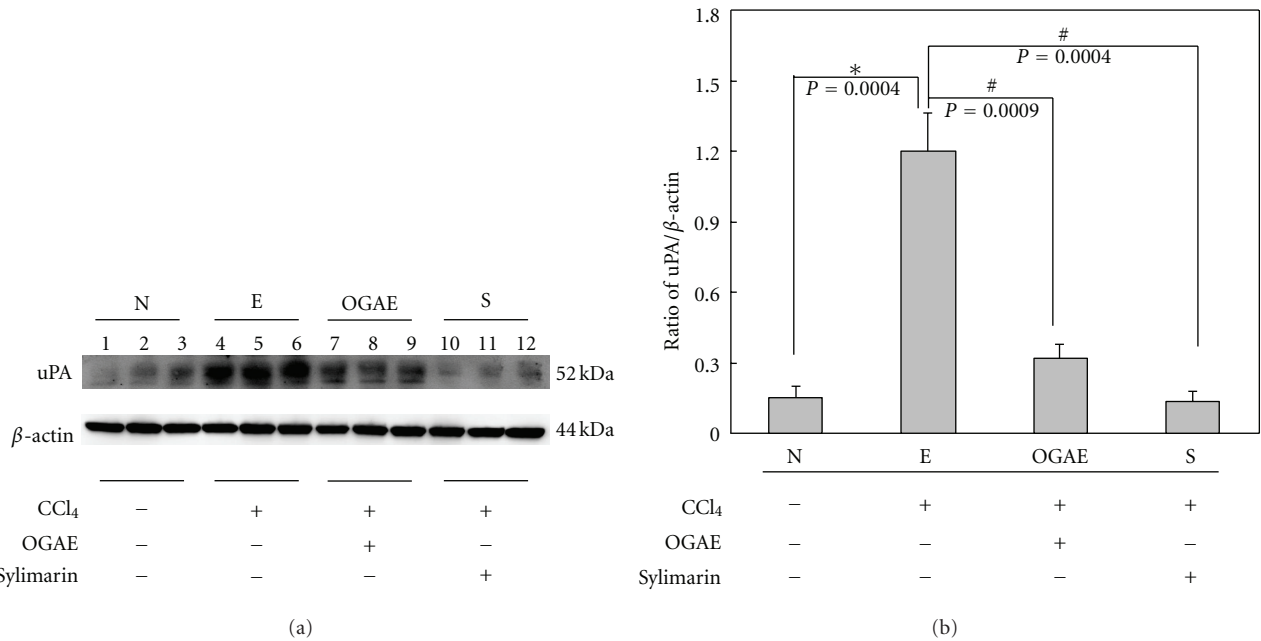 N E OGAE S
1 2 3 4 5 6 7 8 9 10 11 12
uPA 52 kDa
β-actin 44 kDa
CCl4 − + + +
OGAE − − + −
Sylimarin − − − +
(a)
Ratio of uPA/β-actin
1.8
1.5
1.2
0.9
0.6
0.3
0
#
P = 0.0004
*
P = 0.0004
#
P = 0.0009
N E OGAE S
CCl4 − + + +
OGAE − − + −
Sylimarin − − − +
(b)